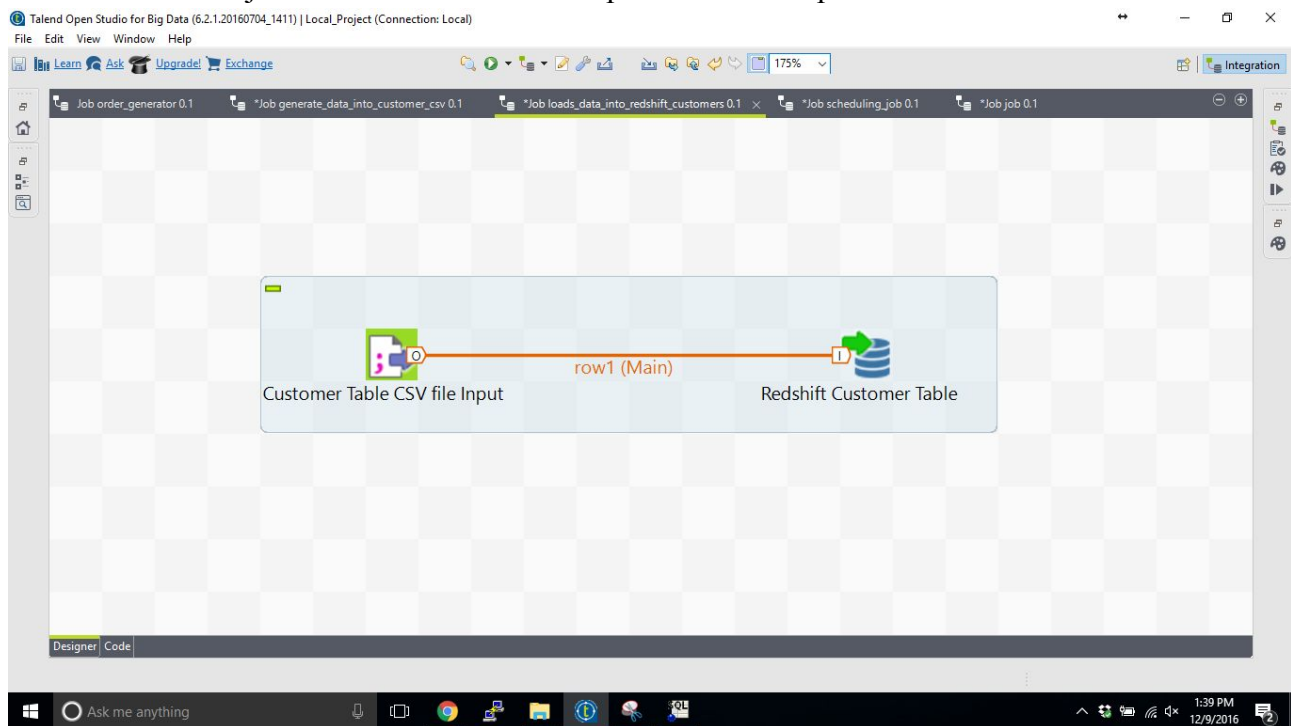 Talend Open Studio for Big Data (6.2.1.20160704_1411) | Local_Project (Connection: Local)
File Edit View Window Help
Learn Ask Upgrade! Exchange 175% Integration
Job order_generator 0.1 *Job generate_data_into_customer_csv 0.1 *Job loads_data_into_redshift_customers 0.1 *Job scheduling_job 0.1 *Job job 0.1
O I
row1 (Main)
Customer Table CSV file Input Redshift Customer Table
Designer Code
Ask me anything 1:39 PM
12/9/2016